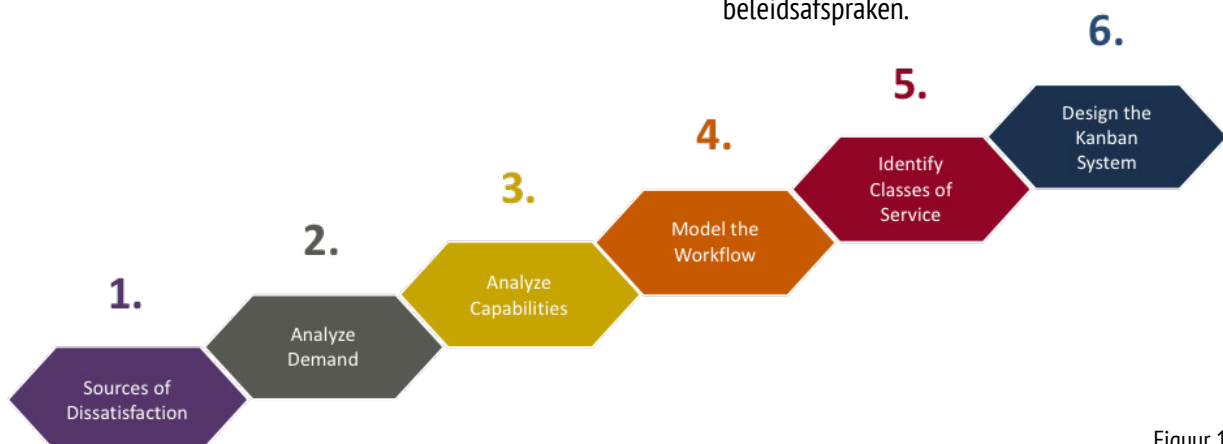 beleidsafspraken.
6.
Design the
Kanban
System
5.
Identify
Classes of
Service
4.
Model the
Workflow
3.
Analyze
Capabilities
2.
Analyze
Demand
1.
Sources of
Dissatisfaction
Figuur 1